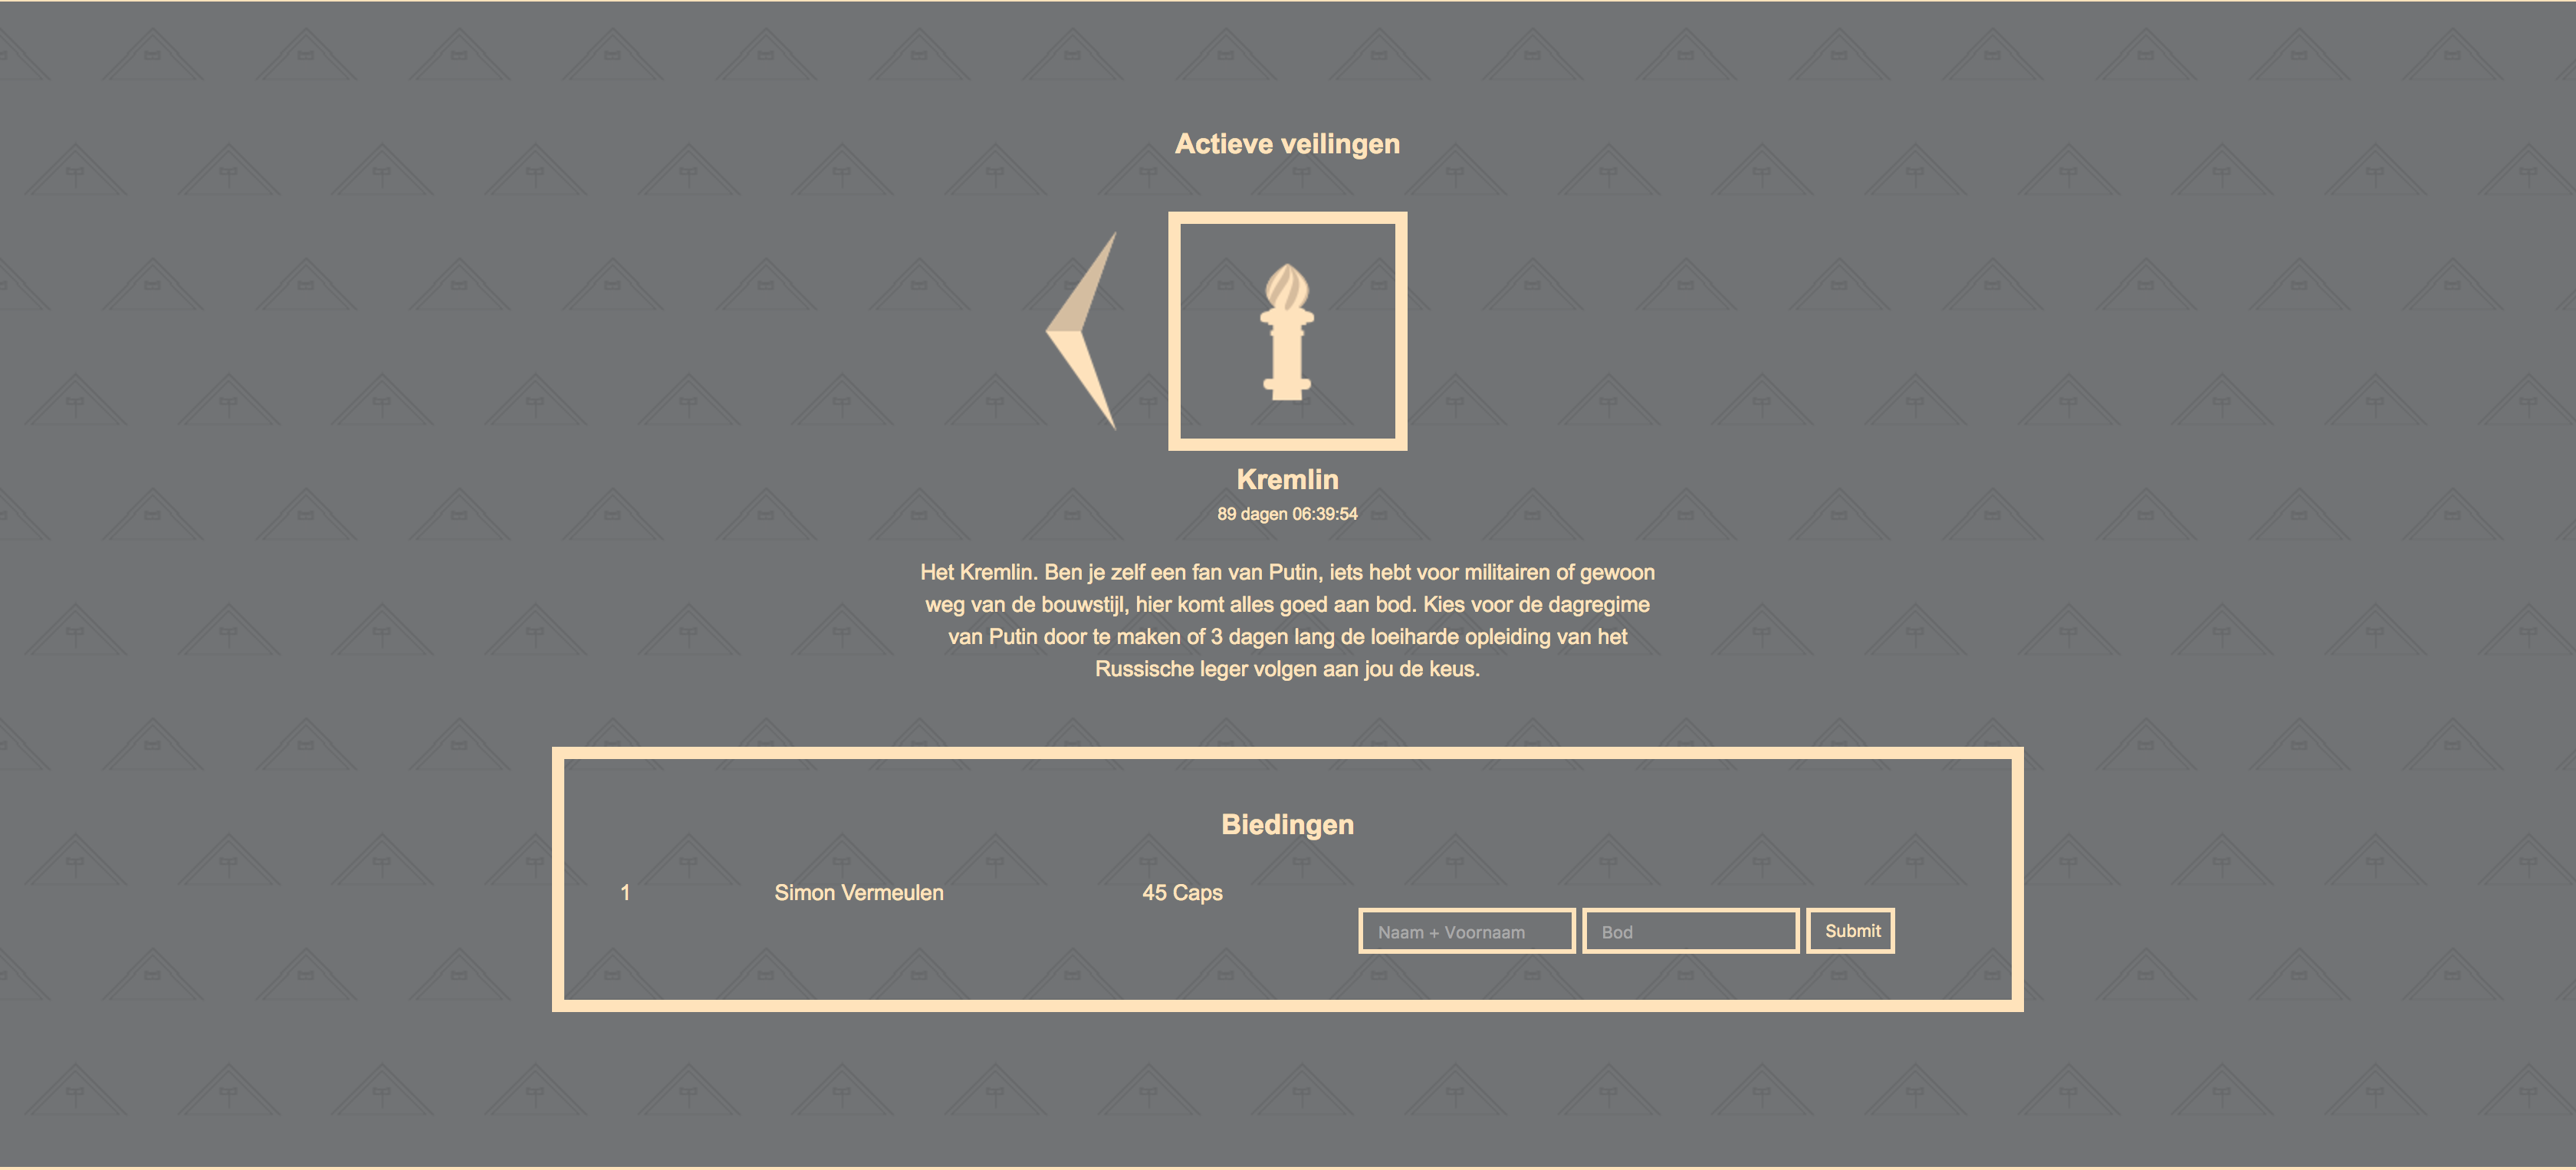 Actieve veilingen
Kremlin
89 dagen 06:39:54
Het Kremlin. Ben je zelf een fan van Putin, iets hebt voor militairen of gewoon
weg van de bouwstijl, hier komt alles goed aan bod. Kies voor de dagregime
van Putin door te maken of 3 dagen lang de loeiharde opleiding van het
Russische leger volgen aan jou de keus.
Biedingen
1 Simon Vermeulen 45 Caps
Naam + Voornaam Bod Submit